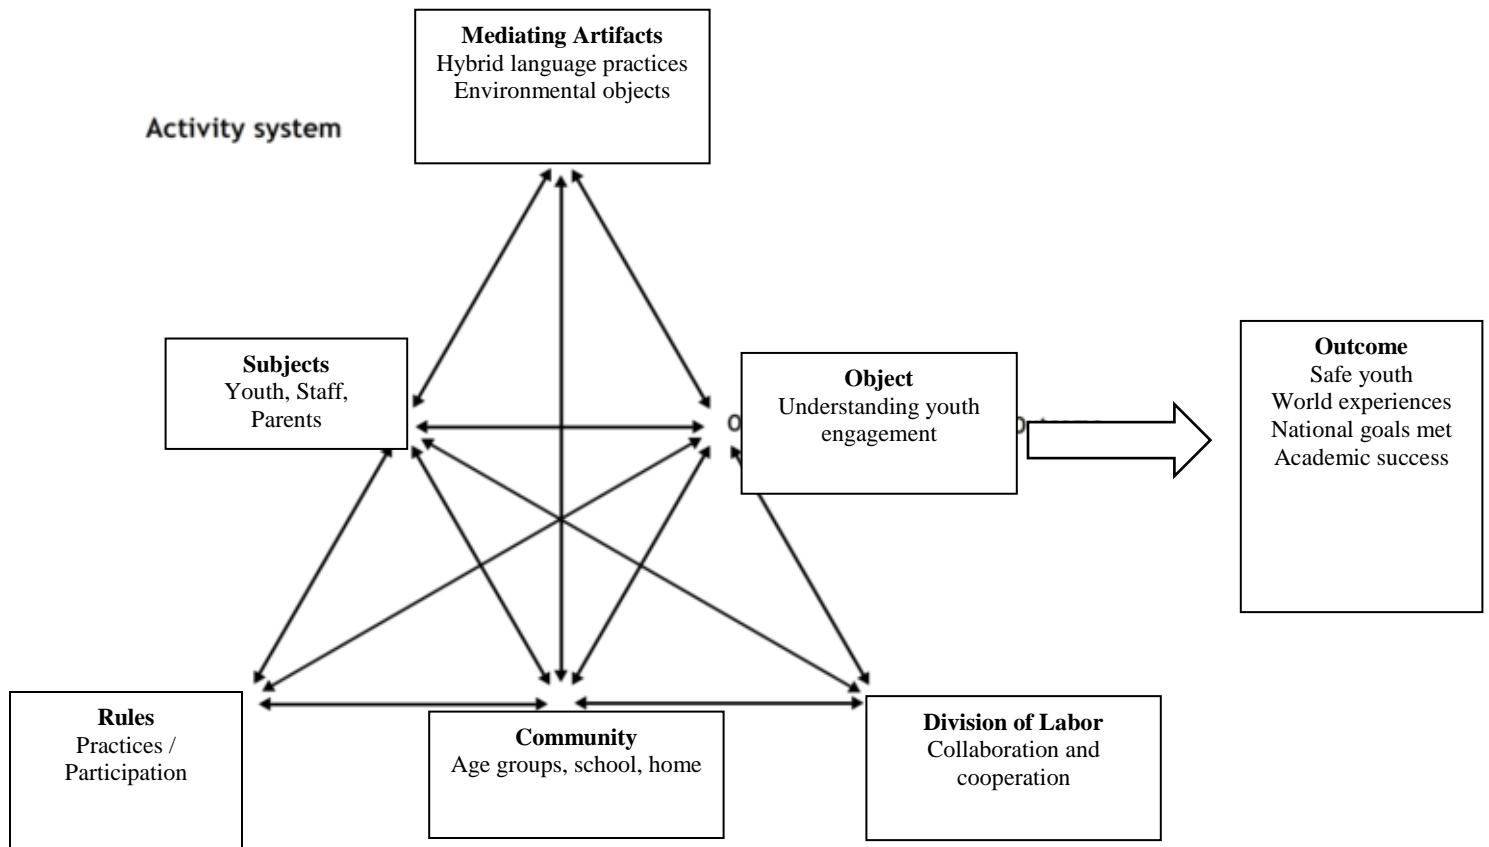 Mediating Artifacts
Hybrid language practices
Environmental objects
Activity system
Subjects
Youth, Staff,
Parents
Object
Understanding youth
engagement
Outcome
Safe youth
World experiences
National goals met
Academic success
Rules
Practices /
Participation
Community
Age groups, school, home
Division of Labor
Collaboration and
cooperation